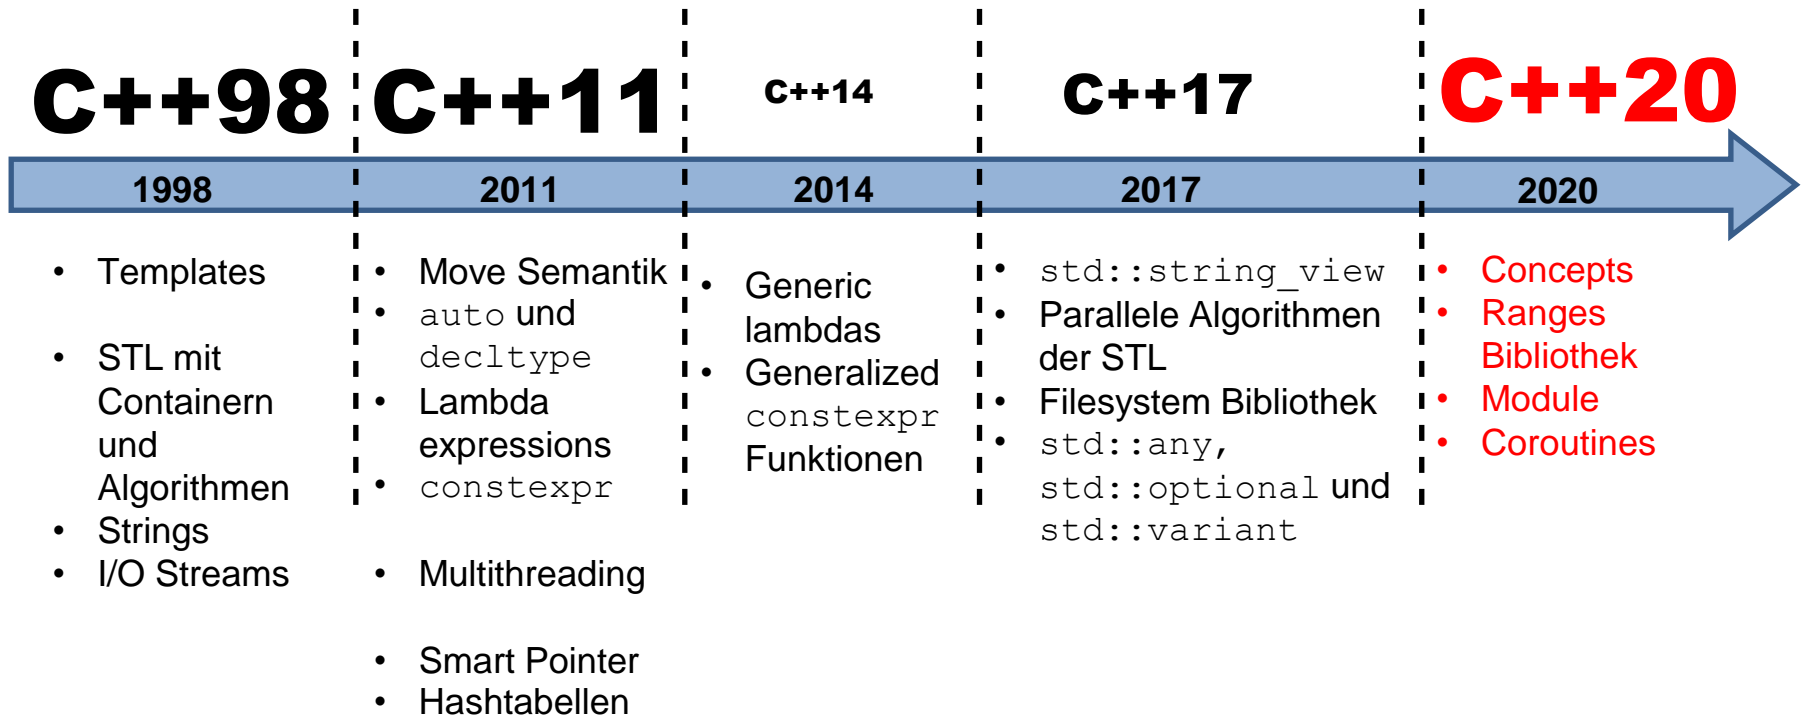 C++98
C++11
C++14
C++17
C++20
1998
2011
2014
2017
2020
• Templates
• STL mit
Containern
und
Algorithmen
• Strings
• I/O Streams
• Move Semantik
• auto und
decltype
• Lambda
expressions
• constexpr
• Multithreading
• Smart Pointer
• Hashtabellen
• Generic
lambdas
• Generalized
constexpr
Funktionen
• std::string_view
• Parallele Algorithmen
der STL
• Filesystem Bibliothek
• std::any,
std::optional und
std::variant
• Concepts
• Ranges
Bibliothek
• Module
• Coroutines